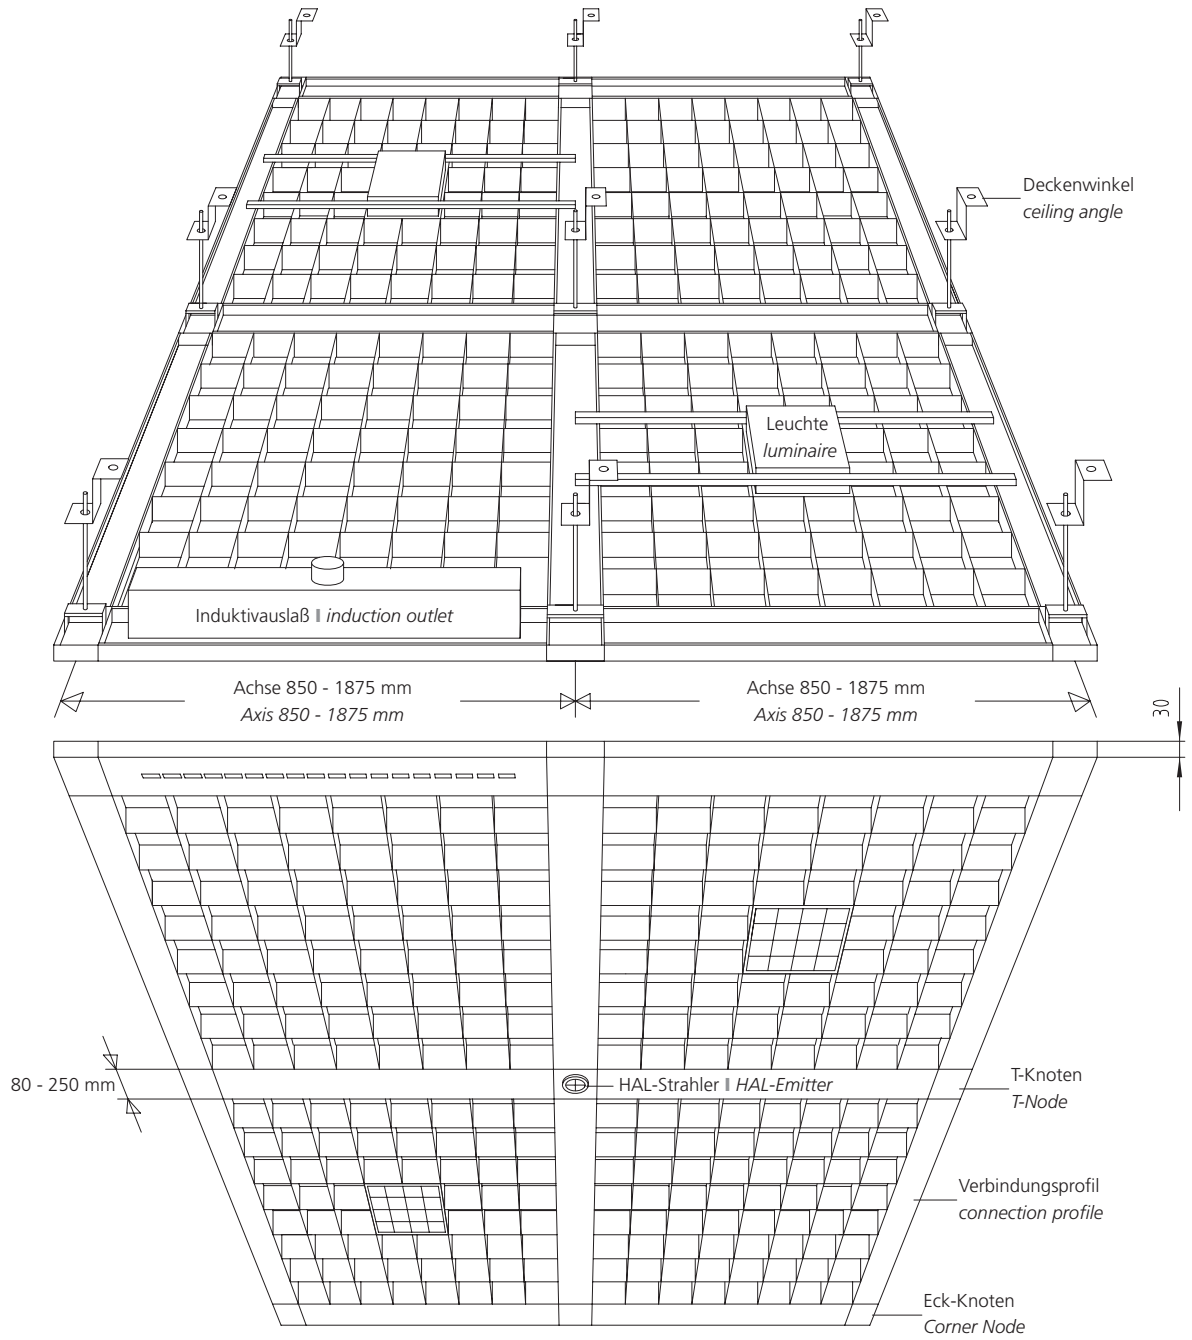 Deckenwinkel
ceiling angle
Leuchte
luminaire
Induktivauslaß || induction outlet
Achse 850 - 1875 mm
Axis 850 - 1875 mm
Achse 850 - 1875 mm
Axis 850 - 1875 mm
30
80 - 250 mm
HAL-Strahler || HAL-Emitter
T-Knoten
T-Node
Verbindungsprofil
connection profile
Eck-Knoten
Corner Node